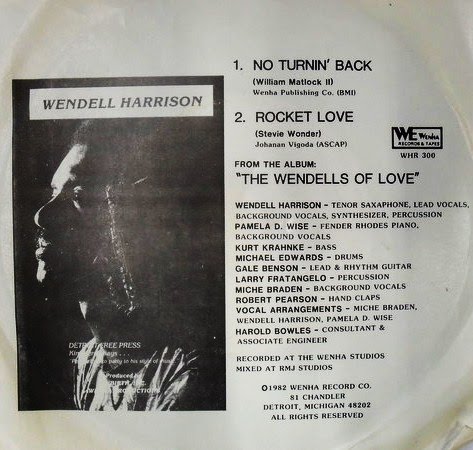 WENDELL HARRISON
DETROIT FREE PRESS
Produced by
1. NO TURNIN' BACK
(William Matlock II)
Wenha Publishing Co. (BMI)
2. ROCKET LOVE
(Stevie Wonder)
Johanan Vigoda (ASCAP)
WE WENHA
RECORDS & TAPES
WHR 300
FROM THE ALBUM:
"THE WENDELLS OF LOVE"
WENDELL HARRISON - TENOR SAXAPHONE, LEAD VOCALS,
BACKGROUND VOCALS, SYNTHESIZER, PERCUSSION
PAMELA D. WISE - FENDER RHODES PIANO,
BACKGROUND VOCALS
KURT KRAHNKE - BASS
MICHAEL EDWARDS - DRUMS
GALE BENSON - LEAD & RHYTHM GUITAR
LARRY FRATANGELO - PERCUSSION
MICHE BRADEN - BACKGROUND VOCALS
ROBERT PEARSON - HAND CLAPS
VOCAL ARRANGEMENTS - MICHE BRADEN,
WENDELL HARRISON, PAMELA D. WISE
HAROLD BOWLES - CONSULTANT &
ASSOCIATE ENGINEER
RECORDED AT THE WENHA STUDIOS
MIXED AT RMJ STUDIOS
©1982 WENHA RECORD CO.
81 CHANDLER
DETROIT, MICHIGAN 48202
ALL RIGHTS RESERVED